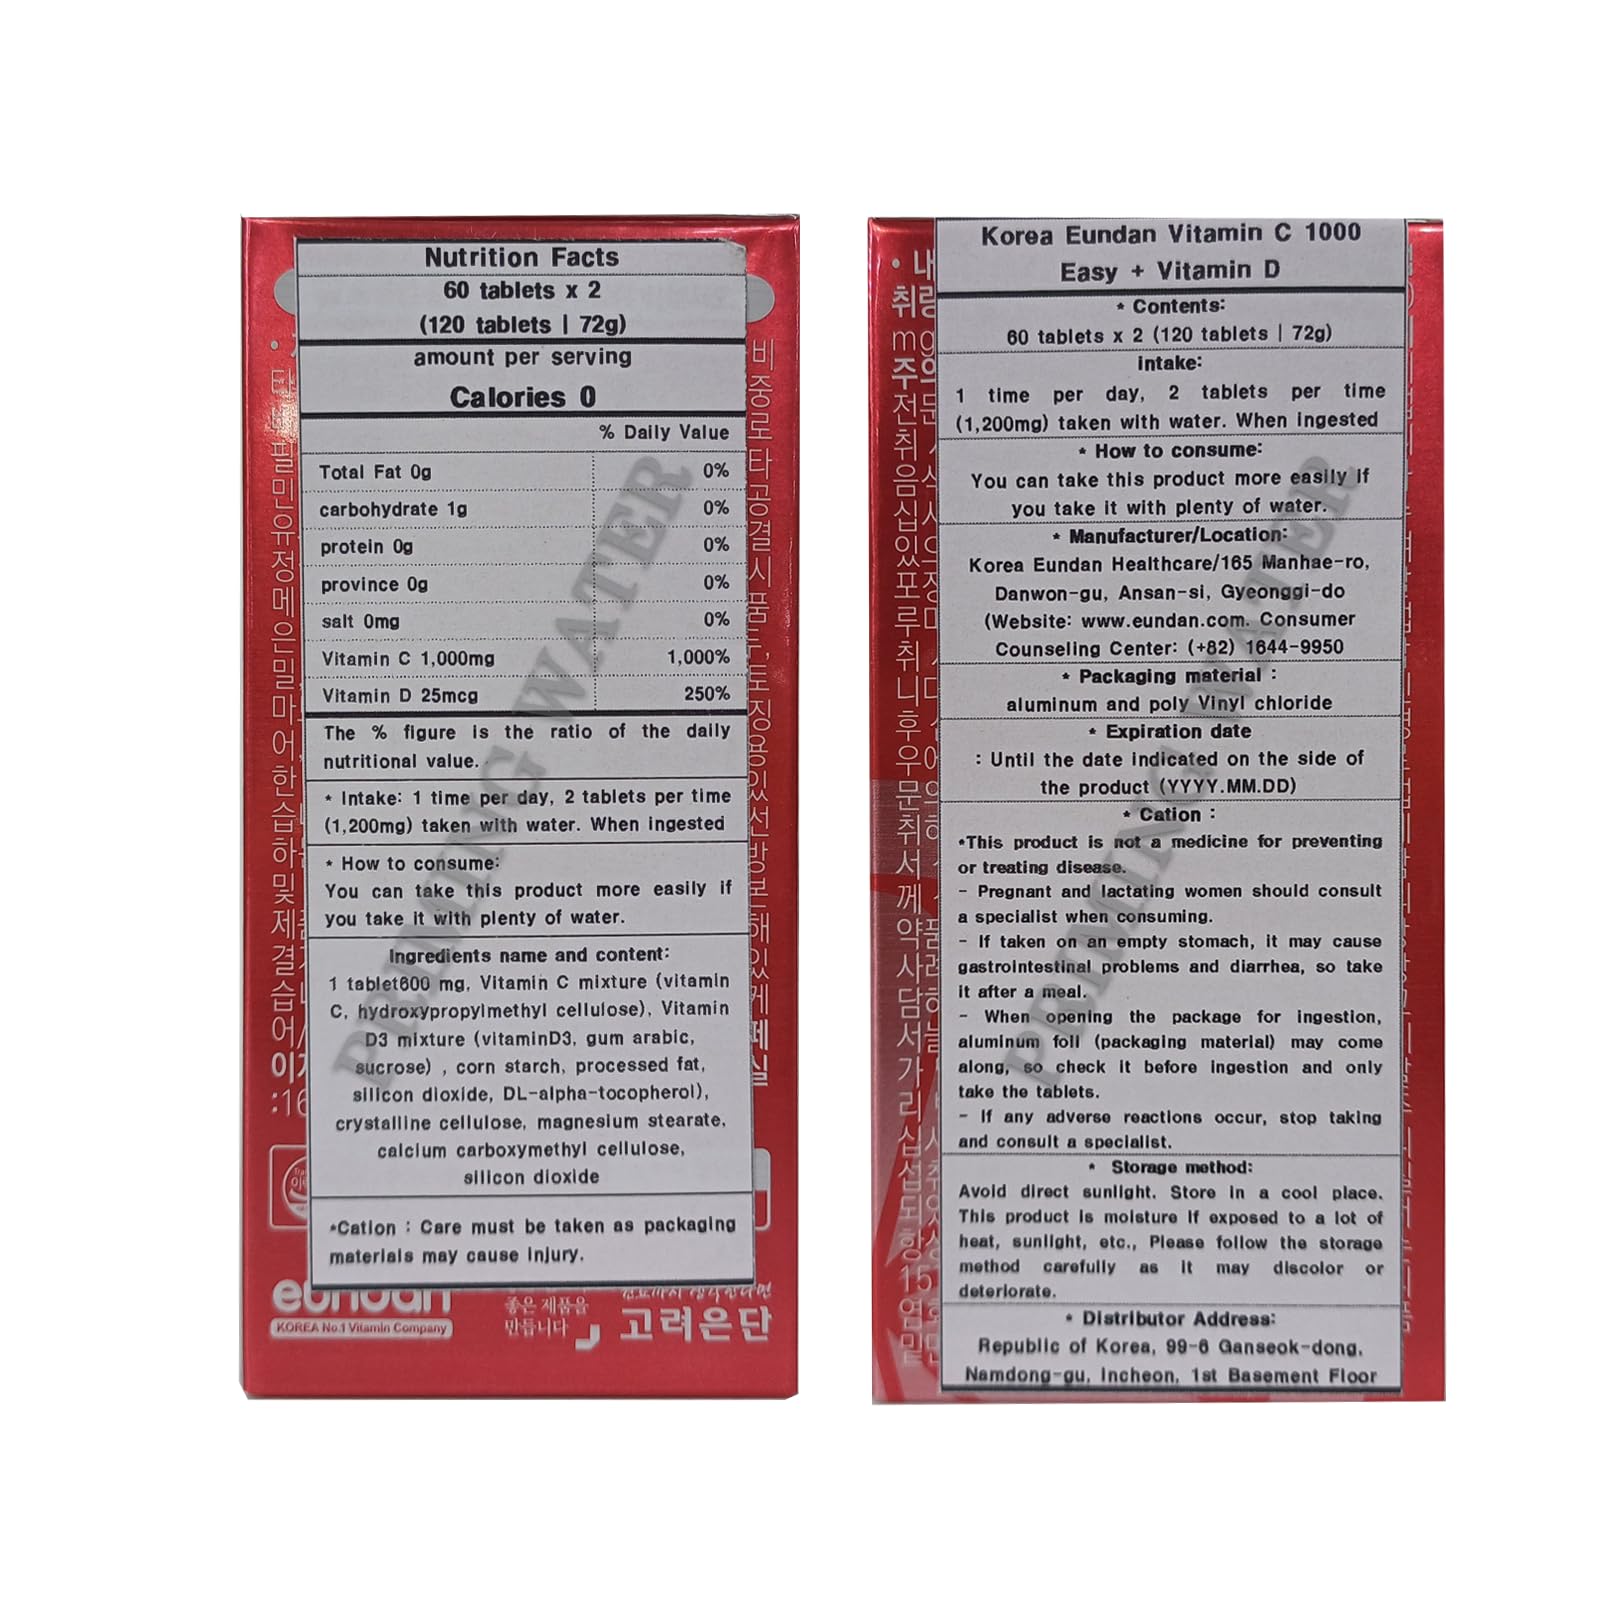 Nutrition Facts
60 tablets x 2
(120 tablets | 72g)
amount per serving
Calories 0
% Daily Value
Total Fat 0g 0%
carbohydrate 1g 0%
protein 0g 0%
province 0g 0%
salt 0mg 0%
Vitamin C 1,000mg 1,000%
Vitamin D 25mcg 250%
The % figure is the ratio of the daily
nutritional value.
* Intake: 1 time per day, 2 tablets per time
(1,200mg) taken with water. When ingested
* How to consume:
You can take this product more easily if
you take it with plenty of water.
Ingredients name and content:
1 tablet600 mg, Vitamin C mixture (vitamin
C, hydroxypropylmethyl cellulose), Vitamin
D3 mixture (vitaminD3, gum arabic,
sucrose) , corn starch, processed fat,
silicon dioxide, DL-alpha-tocopherol),
crystalline cellulose, magnesium stearate,
calcium carboxymethyl cellulose,
silicon dioxide
*Cation : Care must be taken as packaging
materials may cause injury.
eundan
KOREA No.1 Vitamin Company
좋은 제품을
만듭니다
고려은단
PRIMING WATER
Korea Eundan Vitamin C 1000
Easy + Vitamin D
* Contents:
60 tablets x 2 (120 tablets | 72g)
intake:
1 time per day, 2 tablets per time
(1,200mg) taken with water. When ingested
* How to consume:
You can take this product more easily if
you take it with plenty of water.
* Manufacturer/Location:
Korea Eundan Healthcare/165 Manhae-ro,
Danwon-gu, Ansan-si, Gyeonggi-do
(Website: www.eundan.com. Consumer
Counseling Center: (+82) 1644-9950
* Packaging material :
aluminum and poly Vinyl chloride
* Expiration date
: Until the date indicated on the side of
the product (YYYY.MM.DD)
* Cation :
*This product is not a medicine for preventing
or treating disease.
- Pregnant and lactating women should consult
a specialist when consuming.
- If taken on an empty stomach, it may cause
gastrointestinal problems and diarrhea, so take
it after a meal.
- When opening the package for ingestion,
aluminum foil (packaging material) may come
along, so check it before ingestion and only
take the tablets.
- If any adverse reactions occur, stop taking
and consult a specialist.
* Storage method:
Avoid direct sunlight. Store in a cool place.
This product is moisture if exposed to a lot of
heat, sunlight, etc., Please follow the storage
method carefully as it may discolor or
deteriorate.
* Distributor Address:
Republic of Korea, 99-6 Ganseok-dong,
Namdong-gu, Incheon, 1st Basement Floor
PRIMING WATER